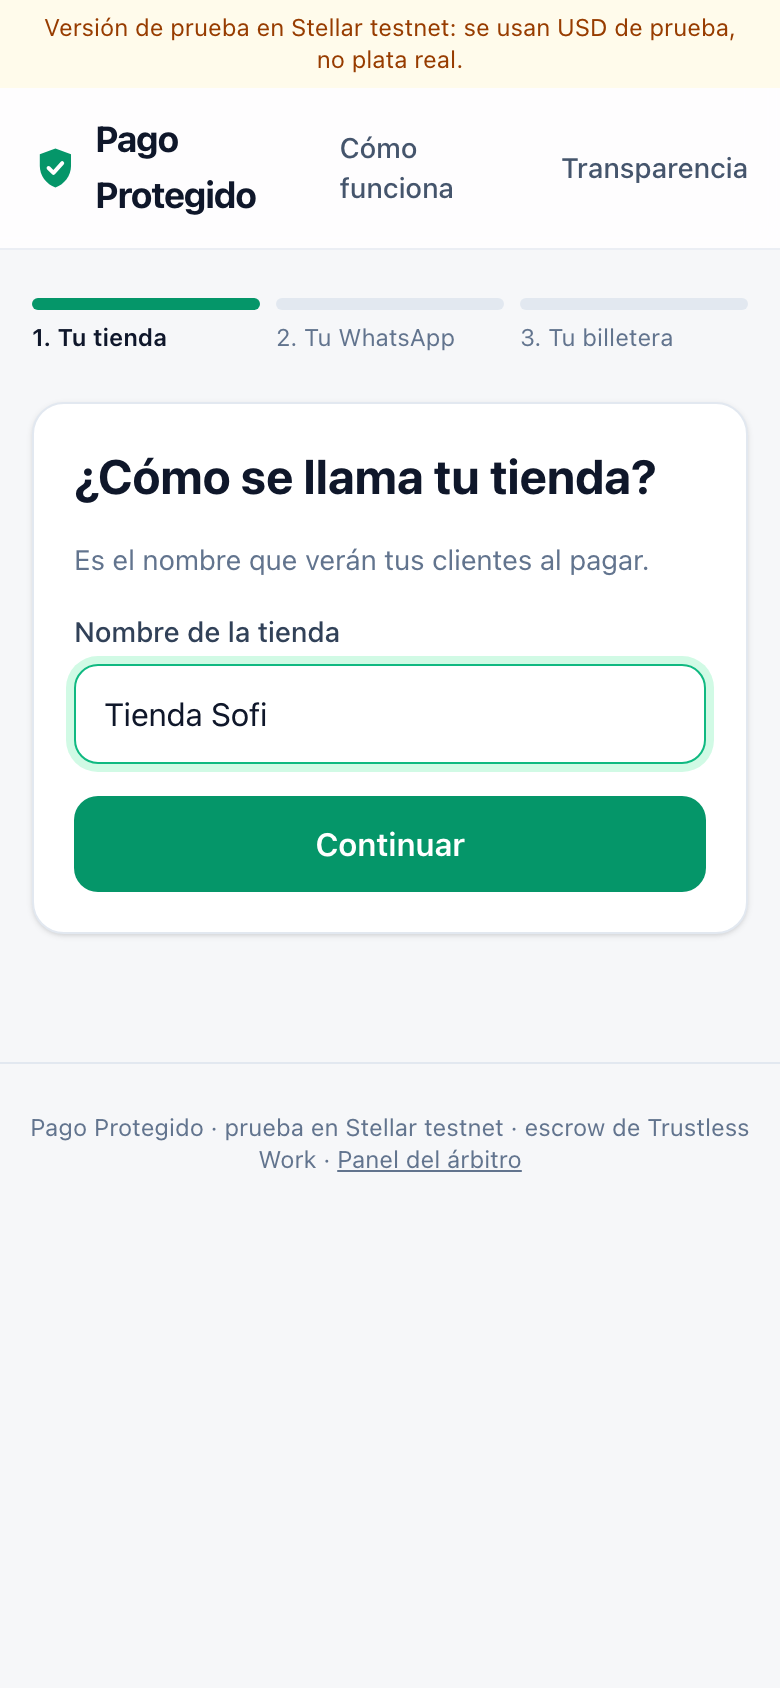 Versión de prueba en Stellar testnet: se usan USD de prueba,
no plata real.
Pago
Protegido
Cómo
funciona
Transparencia
1. Tu tienda
2. Tu WhatsApp
3. Tu billetera
¿Cómo se llama tu tienda?
Es el nombre que verán tus clientes al pagar.
Nombre de la tienda
Tienda Sofi
Continuar
Pago Protegido · prueba en Stellar testnet · escrow de Trustless
Work · Panel del árbitro